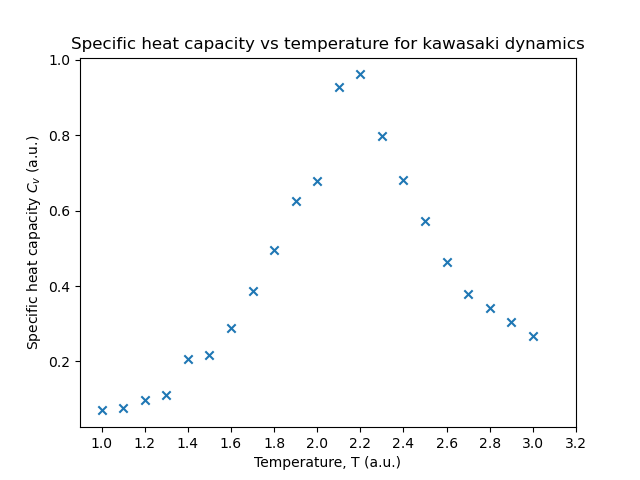 Specific heat capacity vs temperature for kawasaki dynamics
1.0
0.8
0.6
0.4
0.2
Specific heat capacity $C_v$ (a.u.)
1.0 1.2 1.4 1.6 1.8 2.0 2.2 2.4 2.6 2.8 3.0 3.2
Temperature, T (a.u.)